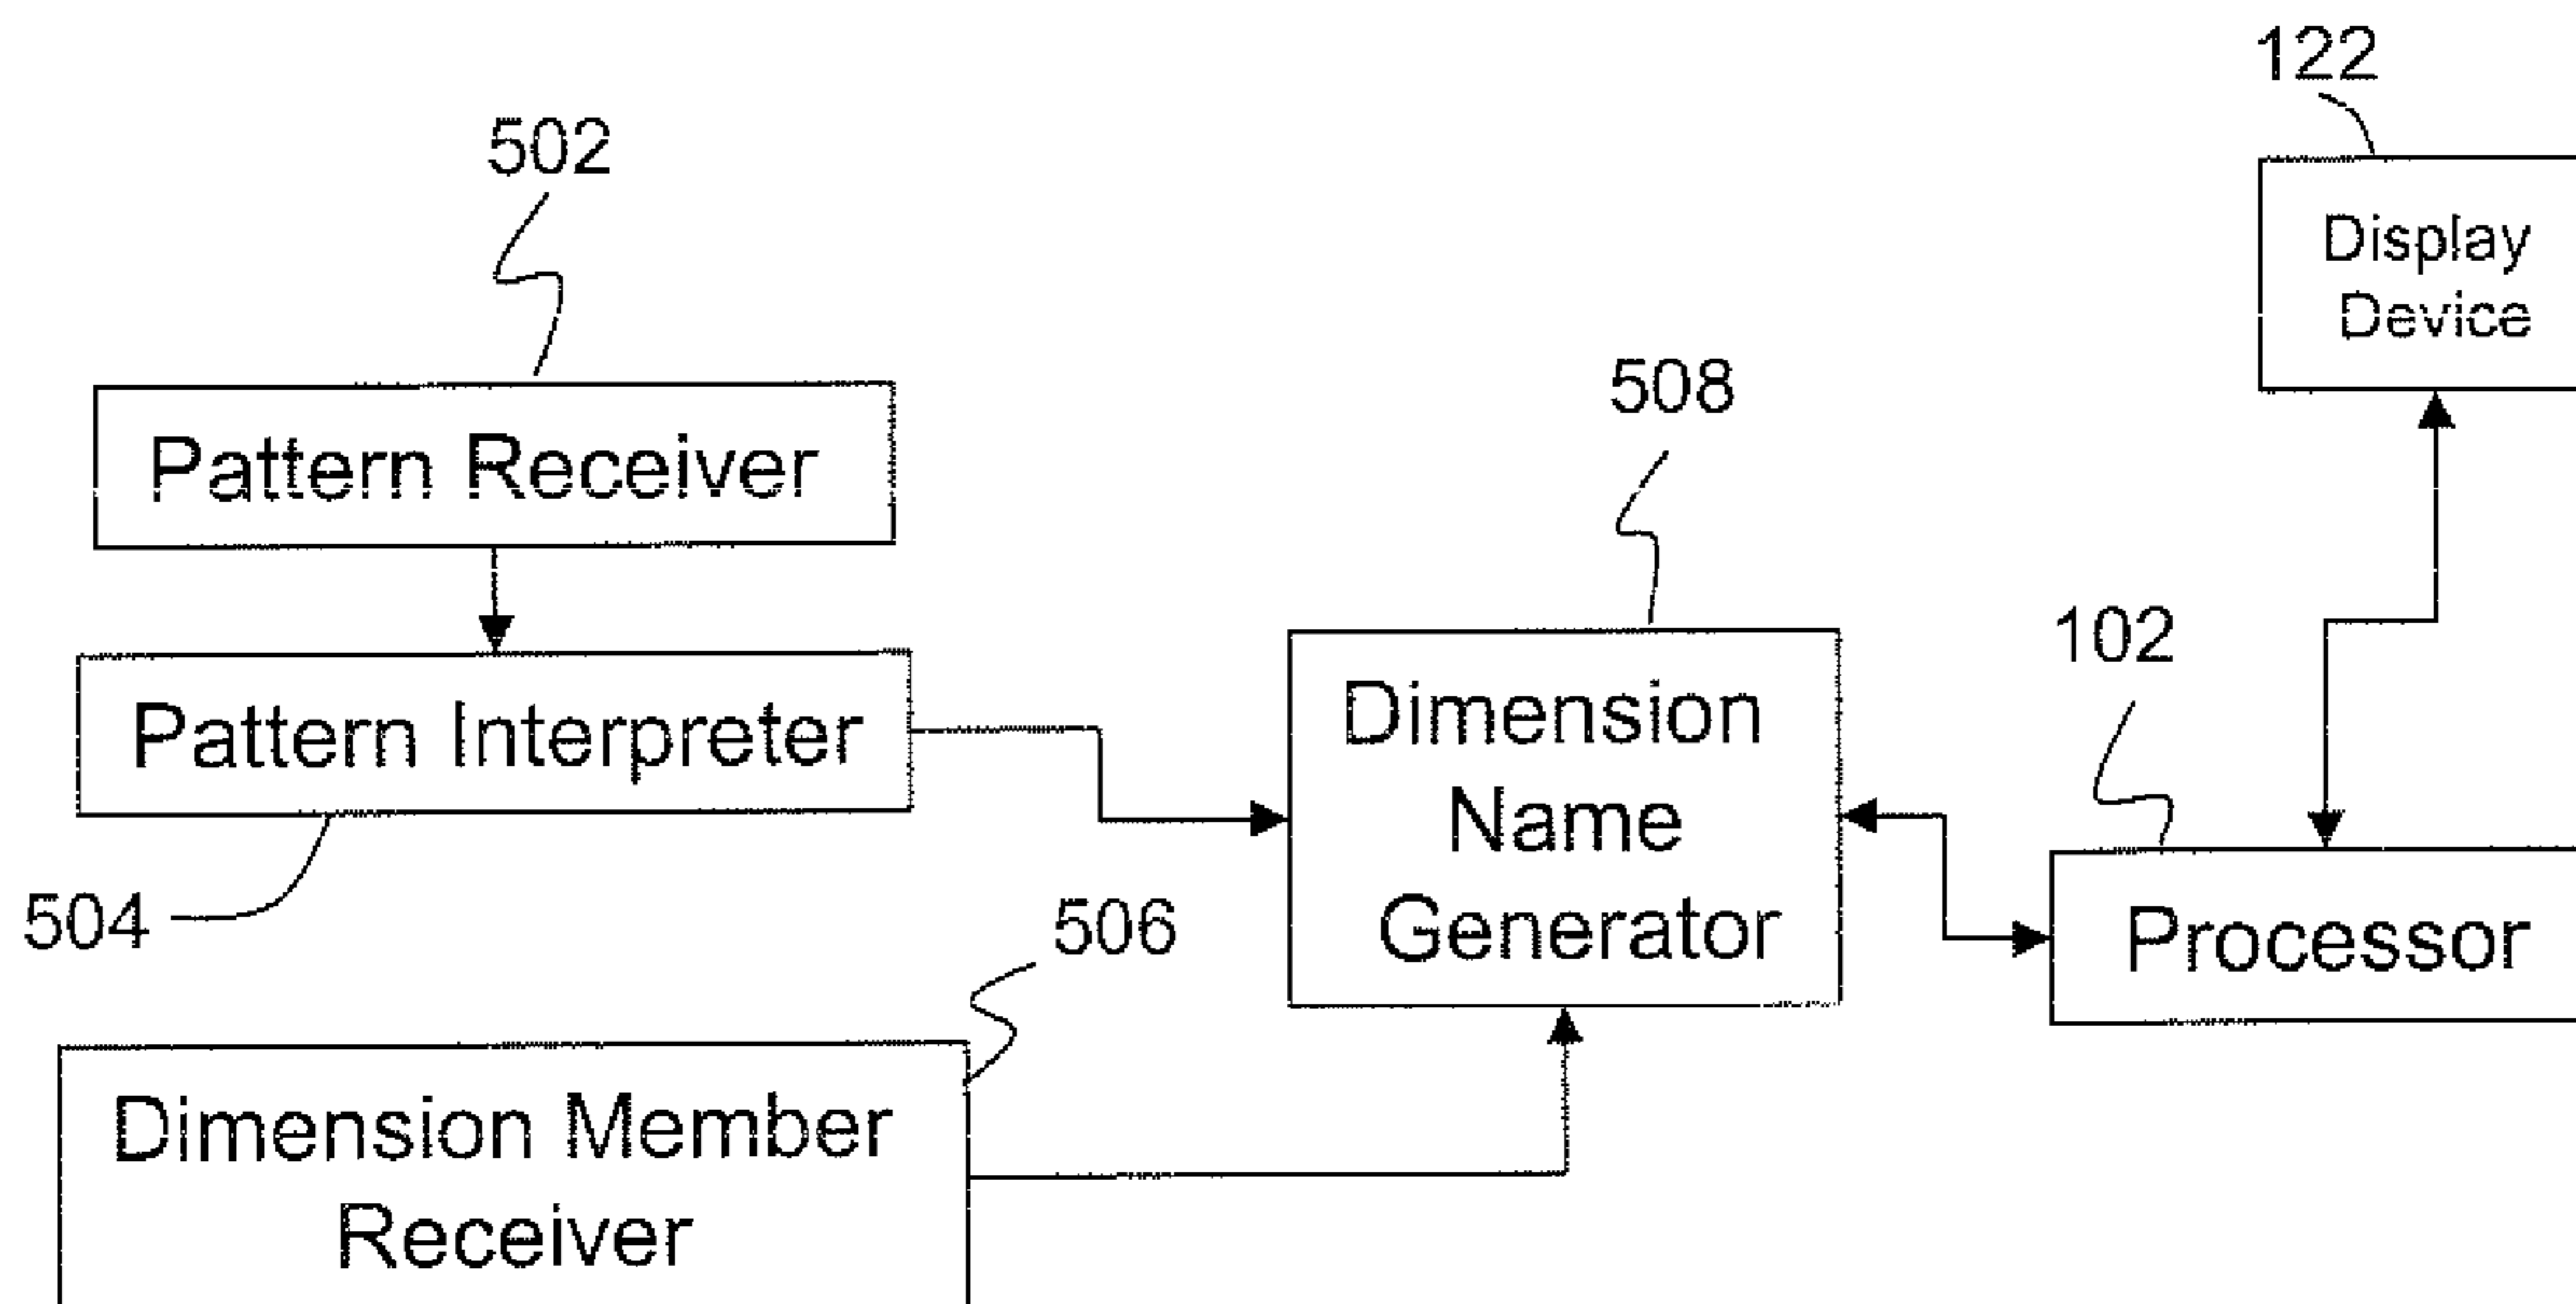 122
502
Display
Device
508
Pattern Receiver
102
Pattern Interpreter
Dimension
Name
Generator
504
506
Processor
Dimension Member
Receiver